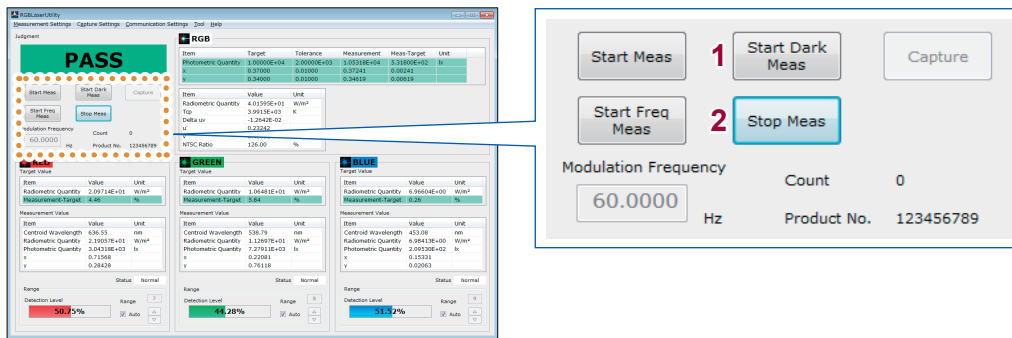 RGBLaserUtility
Measurement Settings Capture Settings Communication Settings Tool Help
Judgment
PASS
Start Meas
Start Dark Meas
Capture
Start Freq Meas
Stop Meas
Modulation Frequency
60.0000 Hz
Count 0
Product No. 123456789
RGB
Item Target Tolerance Measurement Meas-Target Unit
Photometric Quantity 1.00000E+04 2.00000E+03 1.05318E+04 5.31800E+02 lx
x 0.37000 0.01000 0.37241 0.00241
y 0.34000 0.01000 0.34619 0.00619
Item Value Unit
Radiometric Quantity 4.01595E+01 W/m²
Tcp 3.9915E+03 K
Delta uv -1.2642E-02
u' 0.23242
NTSC Ratio 126.00 %
RED
Target Value
Item Value Unit
Radiometric Quantity 2.09714E+01 W/m²
Measurement-Target 4.46 %
Measurement Value
Item Value Unit
Centroid Wavelength 636.55 nm
Radiometric Quantity 2.19057E+01 W/m²
Photometric Quantity 2.04318E+03 lx
x 0.71568
y 0.28428
Status Normal
Range
Detection Level
50.75%
Range
Auto
GREEN
Target Value
Item Value Unit
Radiometric Quantity 1.06481E+01 W/m²
Measurement-Target 5.84 %
Measurement Value
Item Value Unit
Centroid Wavelength 538.79 nm
Radiometric Quantity 1.12697E+01 W/m²
Photometric Quantity 7.27911E+03 lx
x 0.22081
y 0.76118
Status Normal
Range
Detection Level
44.28%
Range
Auto
BLUE
Target Value
Item Value Unit
Radiometric Quantity 6.96604E+00 W/m²
Measurement-Target 0.26 %
Measurement Value
Item Value Unit
Centroid Wavelength 453.08 nm
Radiometric Quantity 6.98413E+00 W/m²
Photometric Quantity 2.09530E+02 lx
x 0.15331
y 0.02063
Status Normal
Range
Detection Level
51.52%
Range
Auto
Start Meas
1
Start Dark
Meas
Capture
Start Freq
Meas
2
Stop Meas
Modulation Frequency
60.0000 Hz
Count 0
Product No. 123456789